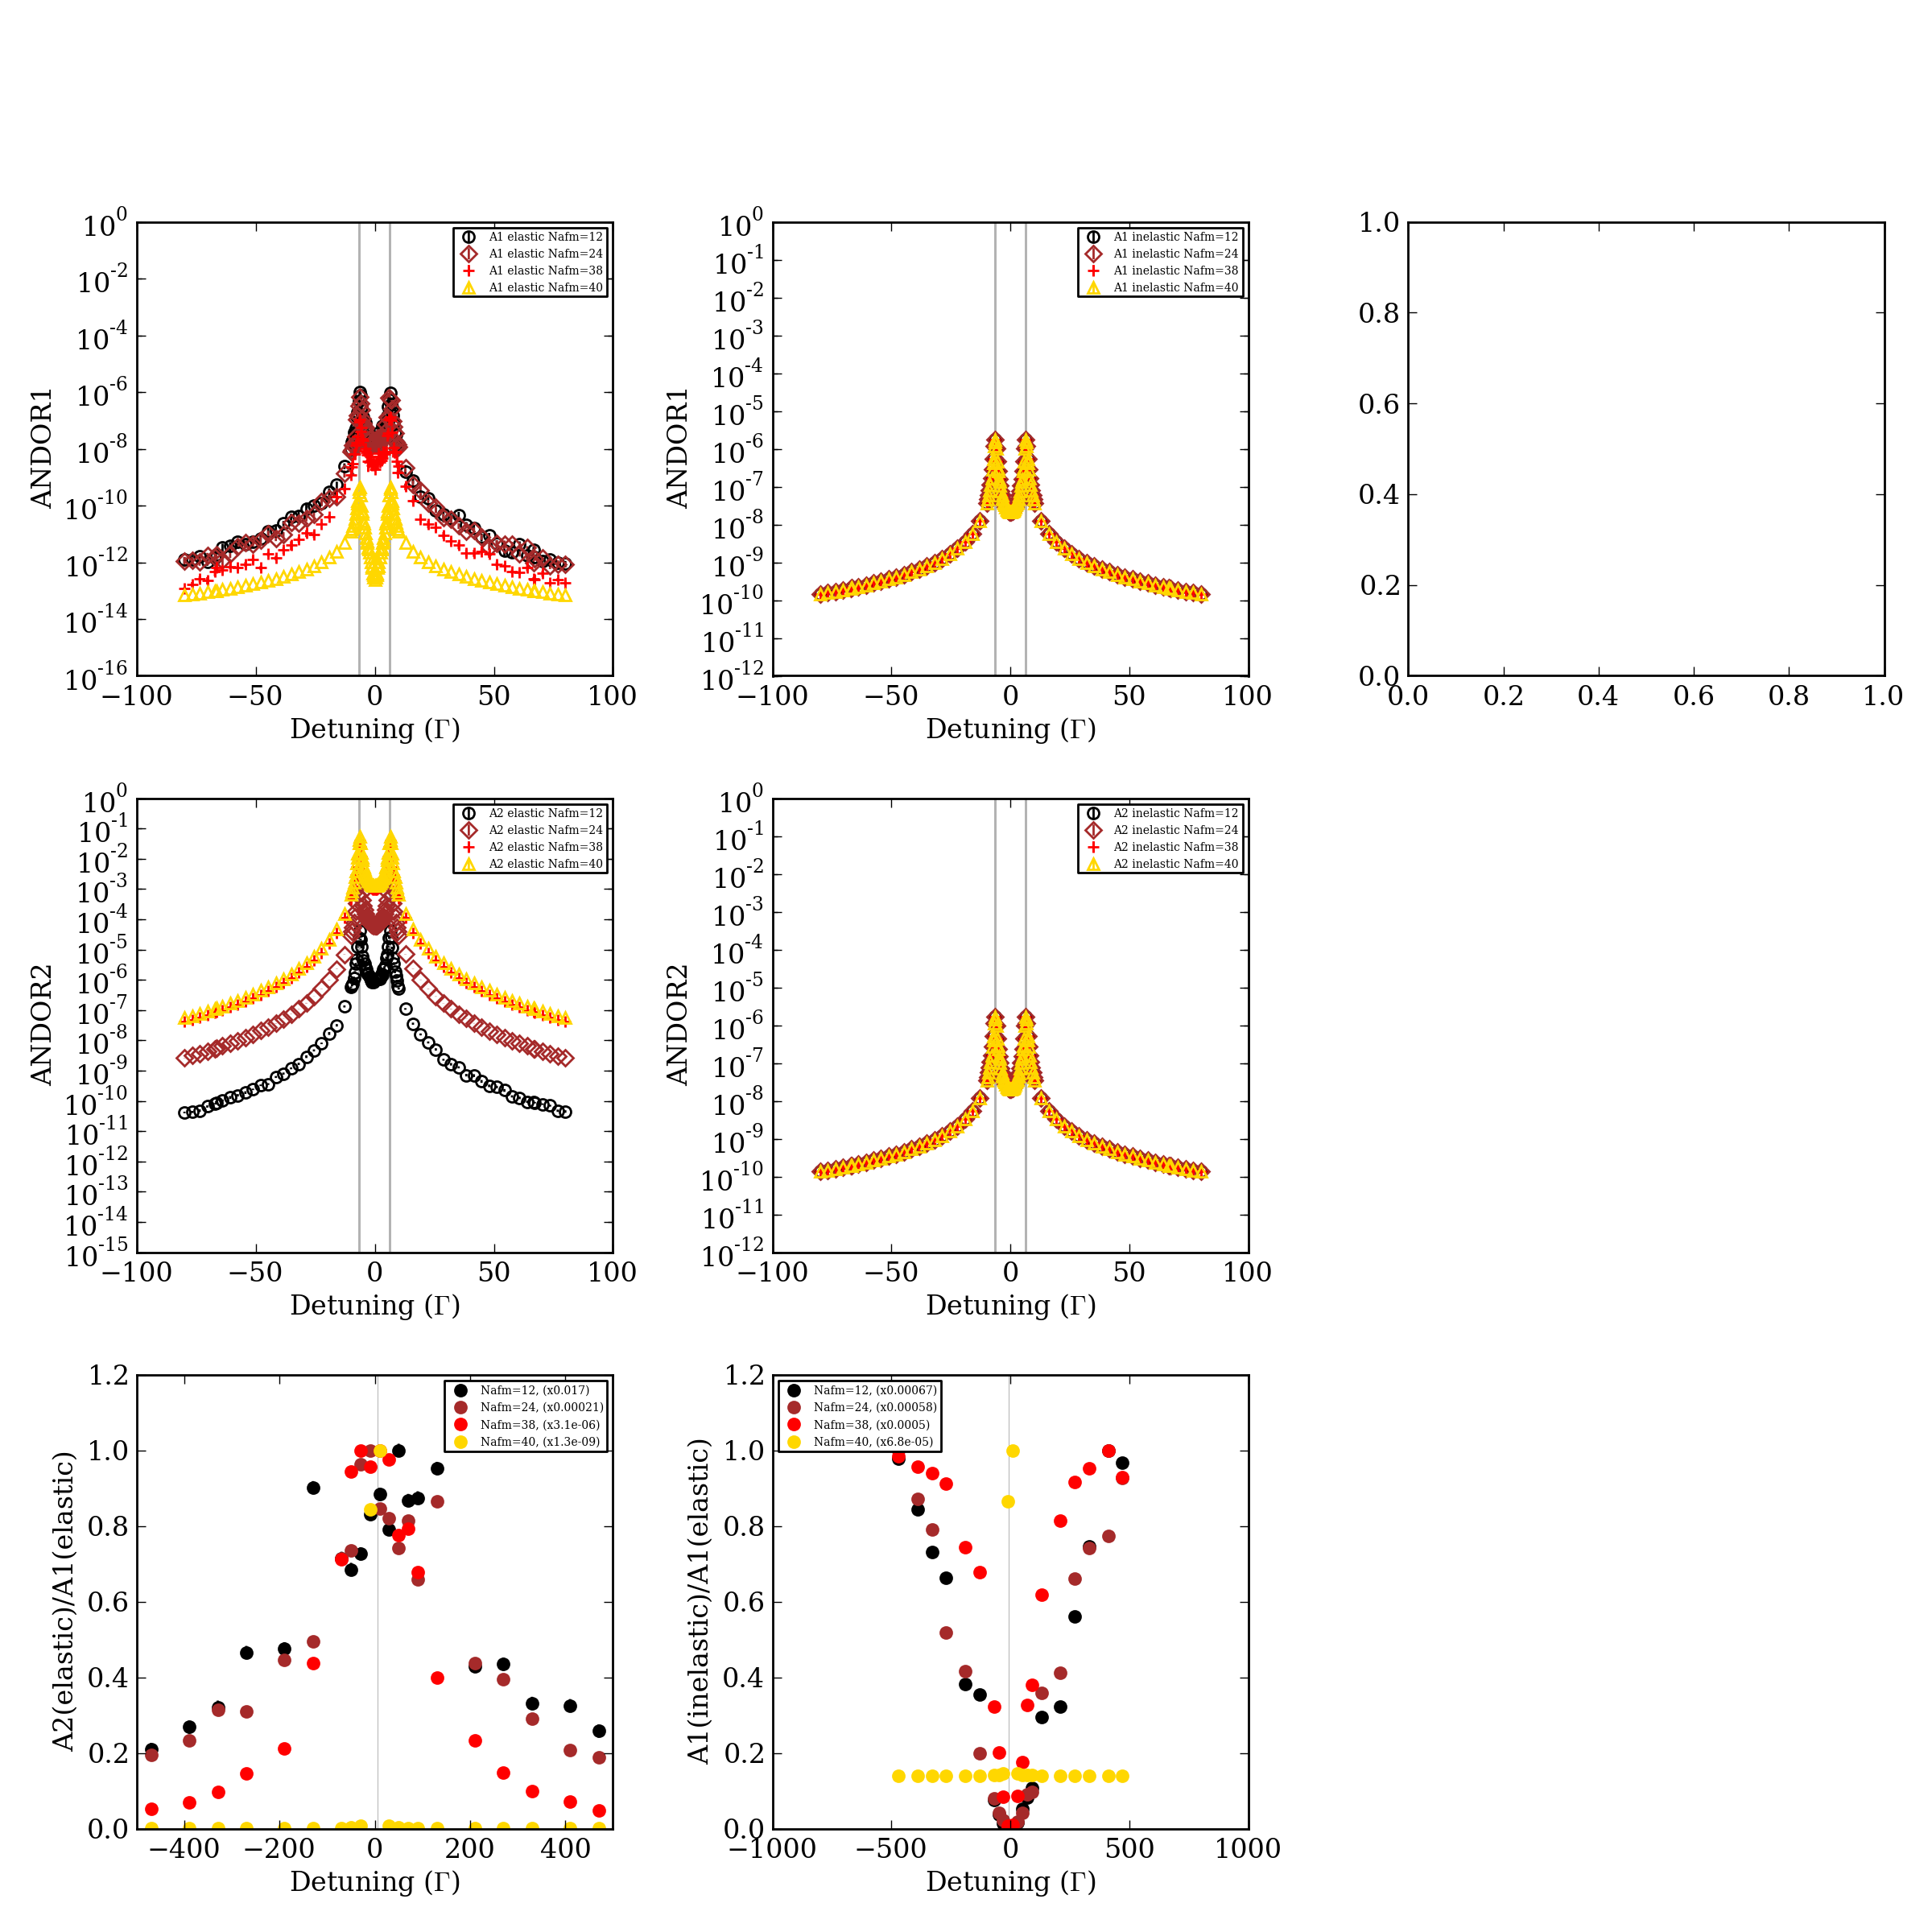 10^0
10^-2
10^-4
10^-6
10^-8
10^-10
10^-12
10^-14
10^-16
ANDOR1
A1 elastic Nafm=12
A1 elastic Nafm=24
A1 elastic Nafm=38
A1 elastic Nafm=40
−100 −50 0 50 100
Detuning (Γ)
10^0
10^-1
10^-2
10^-3
10^-4
10^-5
10^-6
10^-7
10^-8
10^-9
10^-10
10^-11
10^-12
ANDOR1
A1 inelastic Nafm=12
A1 inelastic Nafm=24
A1 inelastic Nafm=38
A1 inelastic Nafm=40
−100 −50 0 50 100
Detuning (Γ)
1.0
0.8
0.6
0.4
0.2
0.0
0.0 0.2 0.4 0.6 0.8 1.0
10^0
10^-1
10^-2
10^-3
10^-4
10^-5
10^-6
10^-7
10^-8
10^-9
10^-10
10^-11
10^-12
10^-13
10^-14
10^-15
ANDOR2
A2 elastic Nafm=12
A2 elastic Nafm=24
A2 elastic Nafm=38
A2 elastic Nafm=40
−100 −50 0 50 100
Detuning (Γ)
10^0
10^-1
10^-2
10^-3
10^-4
10^-5
10^-6
10^-7
10^-8
10^-9
10^-10
10^-11
10^-12
ANDOR2
A2 inelastic Nafm=12
A2 inelastic Nafm=24
A2 inelastic Nafm=38
A2 inelastic Nafm=40
−100 −50 0 50 100
Detuning (Γ)
1.2
1.0
0.8
0.6
0.4
0.2
0.0
A2(elastic)/A1(elastic)
Nafm=12, (x0.017)
Nafm=24, (x0.00021)
Nafm=38, (x3.1e-06)
Nafm=40, (x1.3e-09)
−400 −200 0 200 400
Detuning (Γ)
1.2
1.0
0.8
0.6
0.4
0.2
0.0
A1(inelastic)/A1(elastic)
Nafm=12, (x0.00067)
Nafm=24, (x0.00058)
Nafm=38, (x0.0005)
Nafm=40, (x6.8e-05)
−1000 −500 0 500 1000
Detuning (Γ)